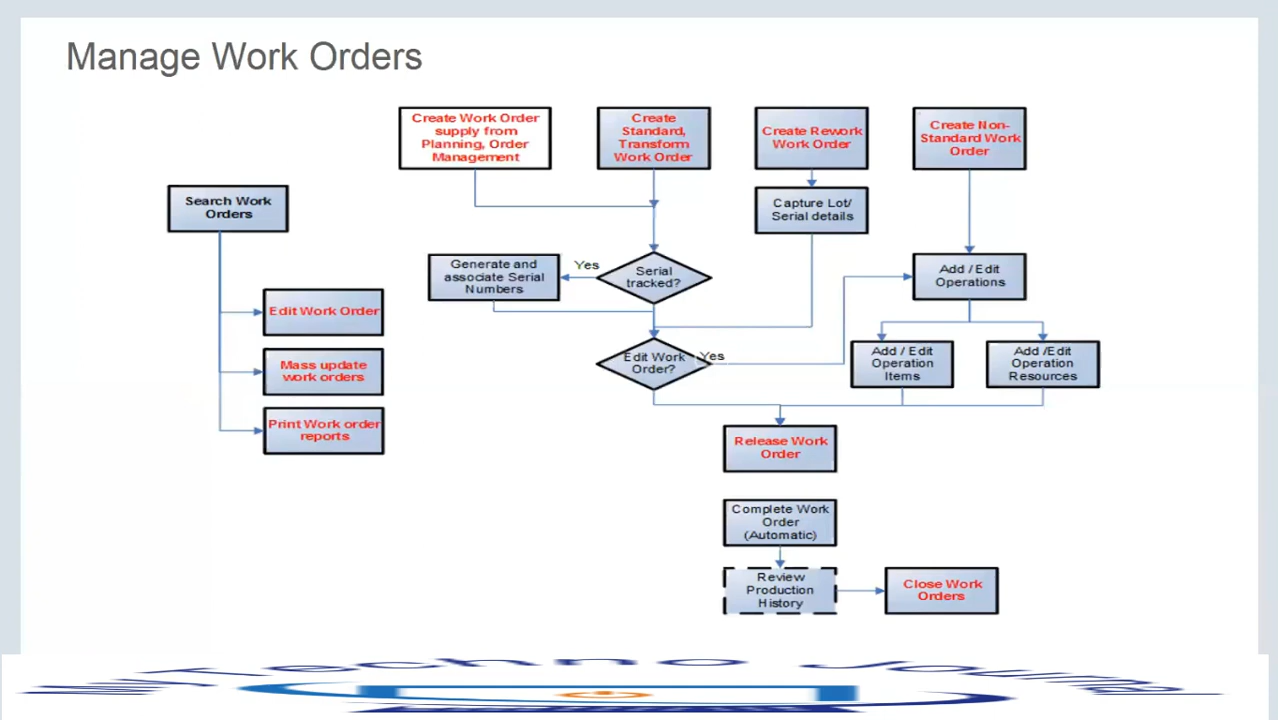 Manage Work Orders
Create Work Order
supply from
Planning, Order
Management
Create
Standard,
Transform
Work Order
Create Rework
Work Order
Create Non-
Standard Work
Order
Search Work
Orders
Capture Lot/
Serial details
Generate and
associate Serial
Numbers
Yes
Serial
tracked?
Add / Edit
Operations
Edit Work Order
Mass update
work orders
Print Work order
reports
Edit Work
Order?
Yes
Add / Edit
Operation
Items
Add /Edit
Operation
Resources
Release Work
Order
Complete Work
Order
(Automatic)
Review
Production
History
Close Work
Orders
Techno